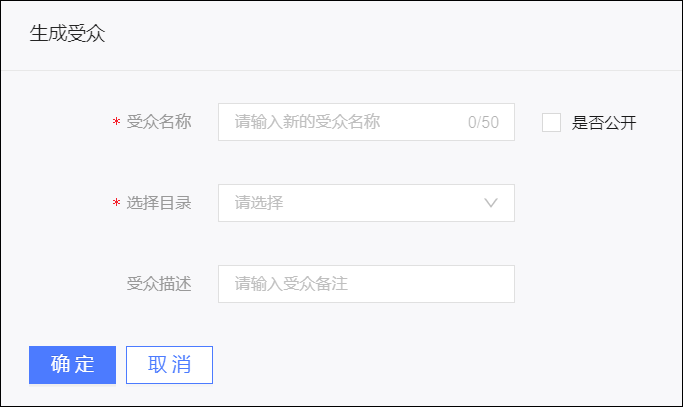 生成受众
* 受众名称 请输入新的受众名称 0/50 是否公开
* 选择目录 请选择
受众描述 请输入受众备注
确定 取消